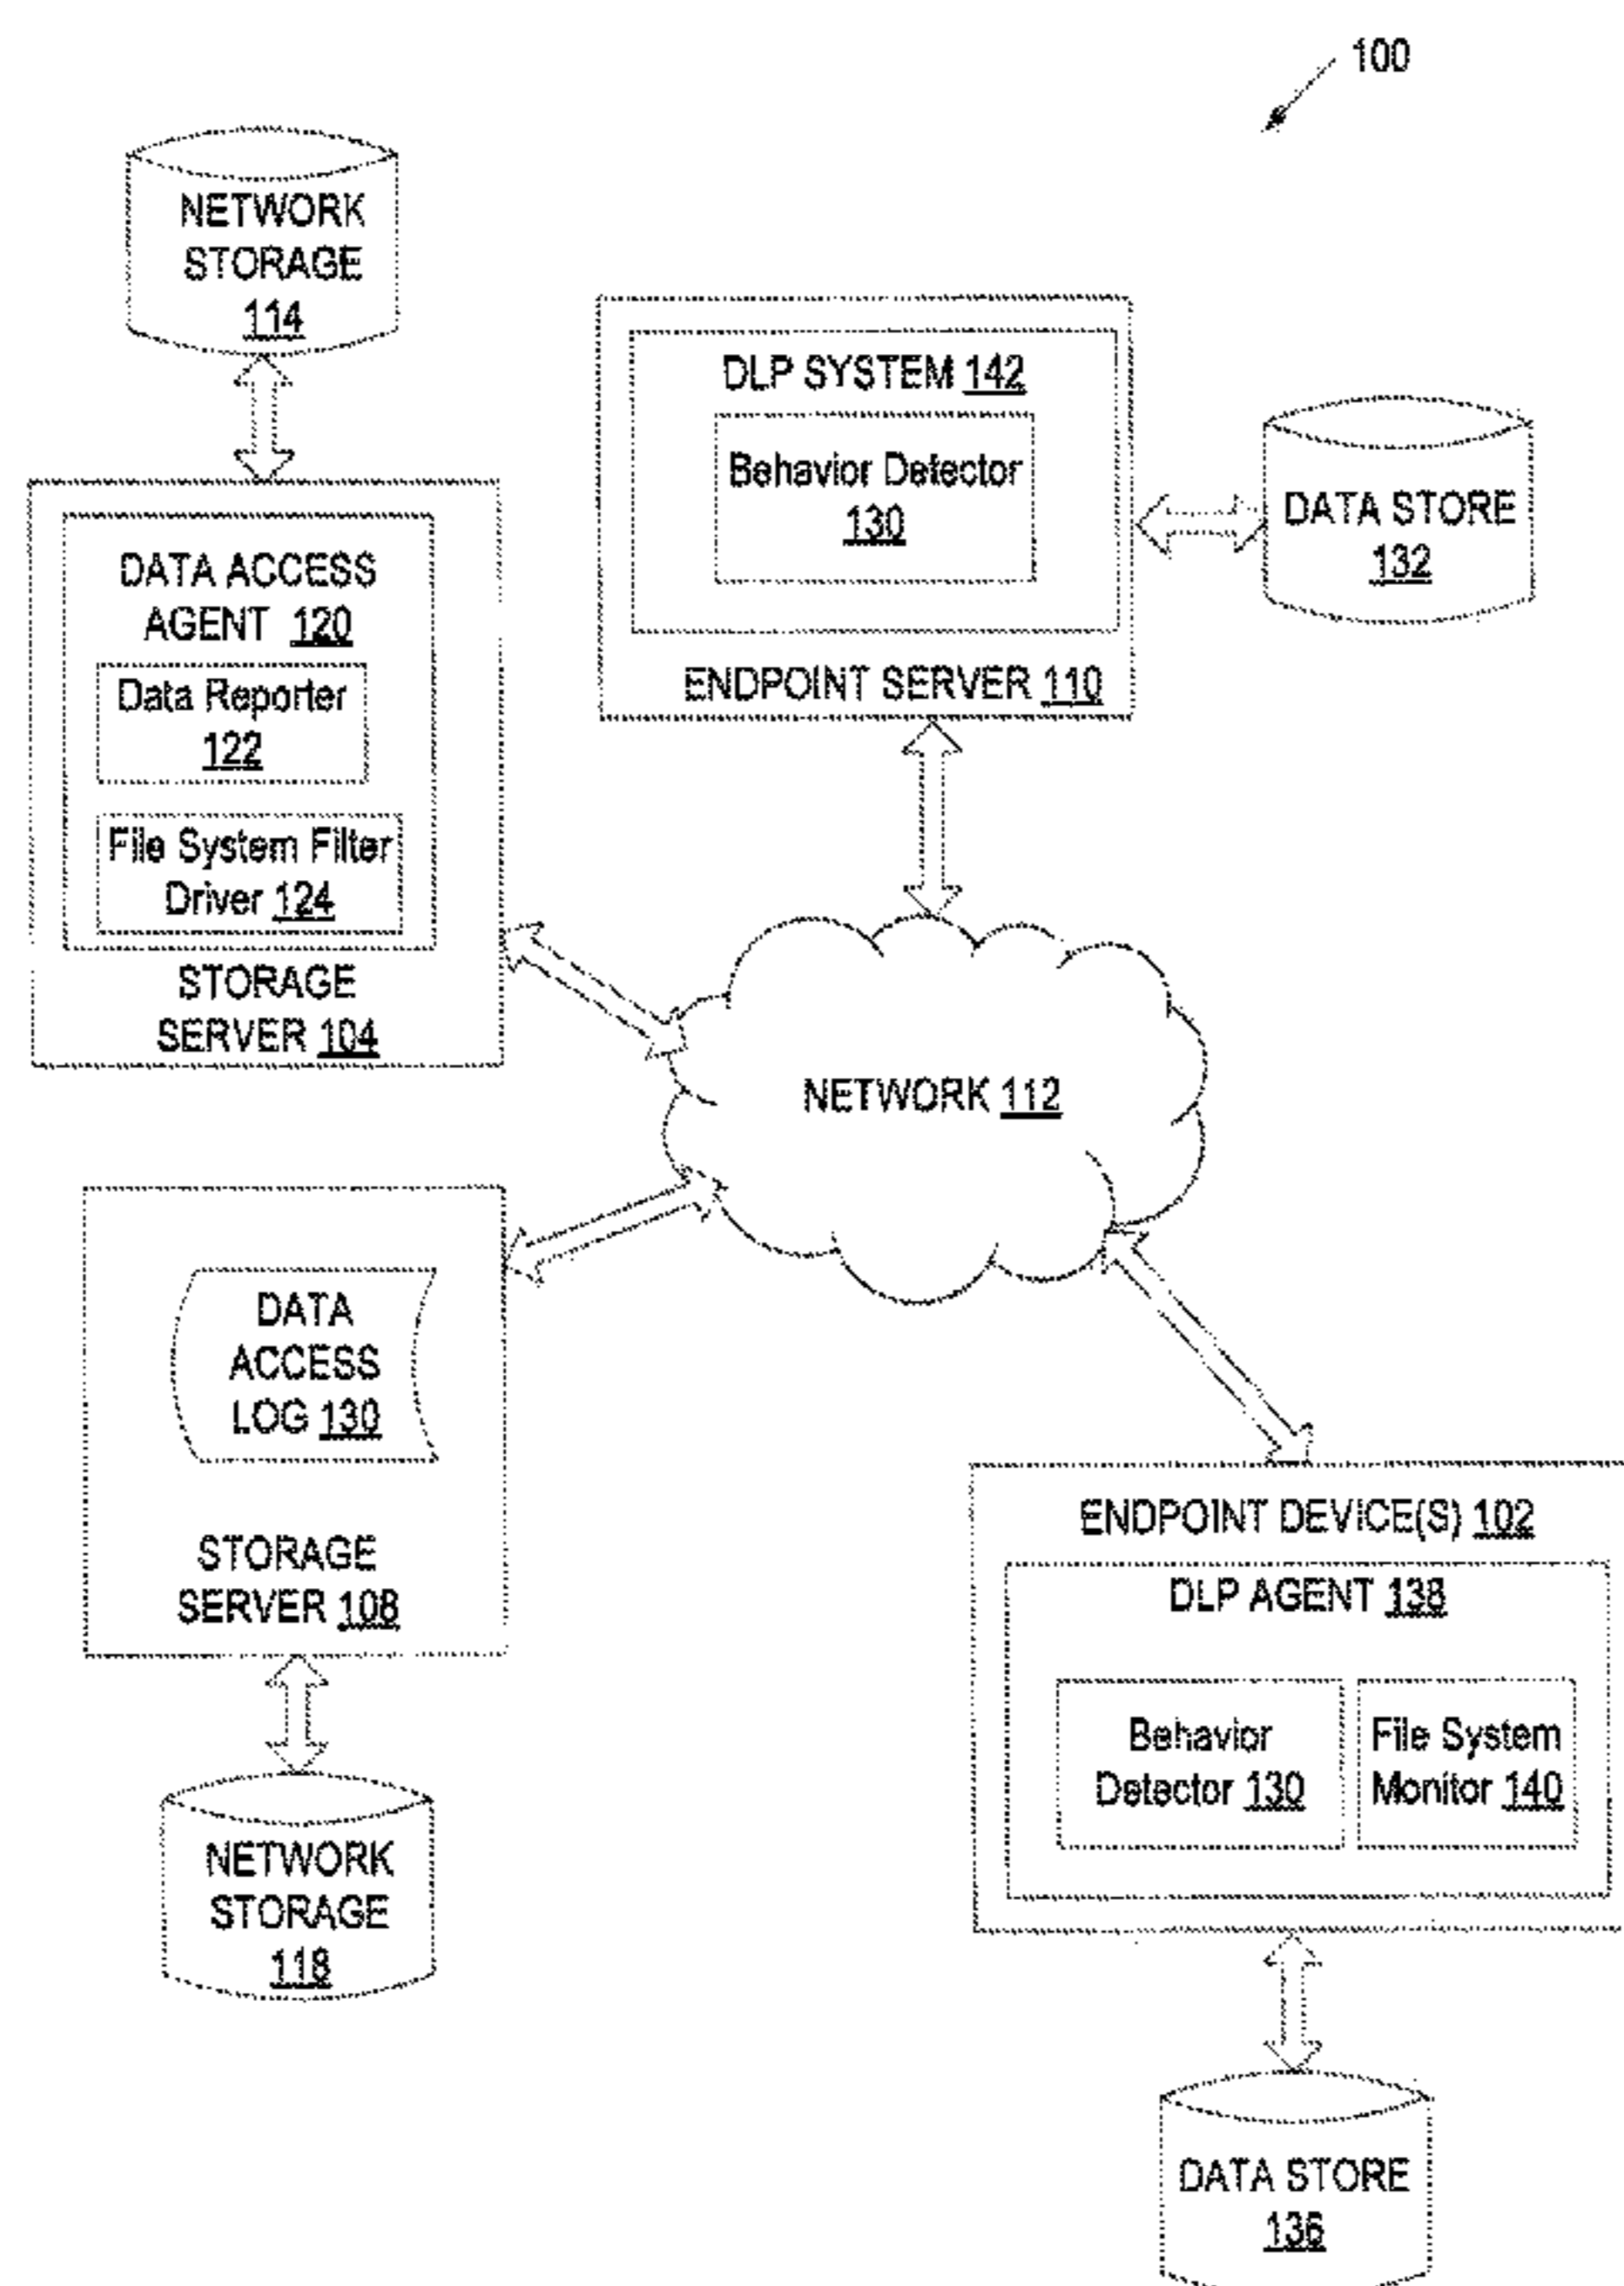 100
NETWORK
STORAGE
114
DLP SYSTEM 142
Behavior Detector
130
ENDPOINT SERVER 110
DATA STORE
132
DATA ACCESS
AGENT 120
Data Reporter
122
File System Filter
Driver 124
STORAGE
SERVER 104
NETWORK 112
DATA
ACCESS
LOG 130
STORAGE
SERVER 108
NETWORK
STORAGE
118
ENDPOINT DEVICE(S) 102
DLP AGENT 138
Behavior
Detector 130
File System
Monitor 140
DATA STORE
136